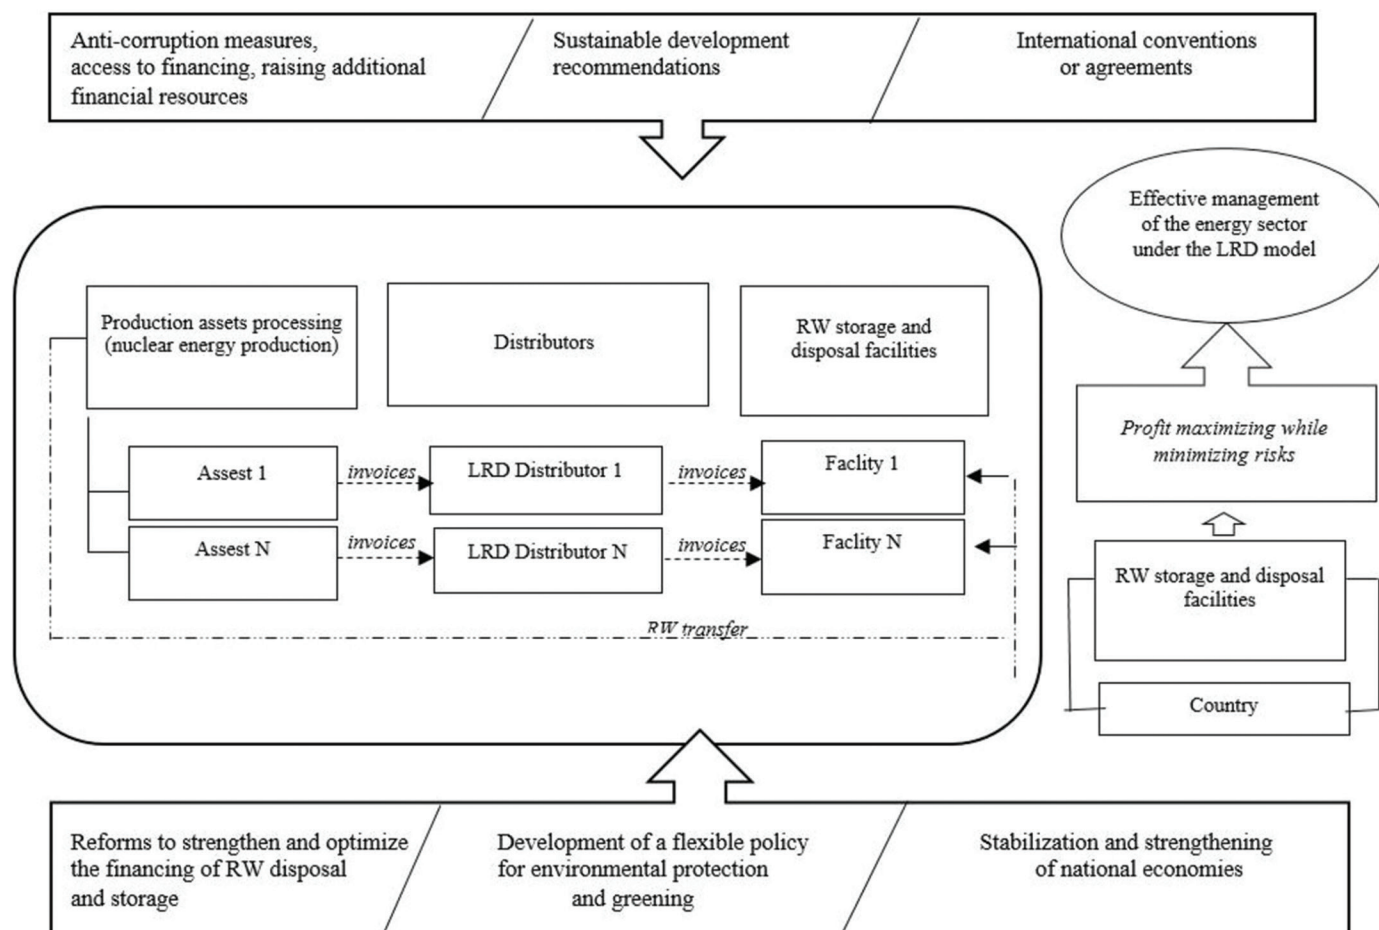 Anti-corruption measures,
access to financing, raising additional
financial resources
Sustainable development
recommendations
International conventions
or agreements
Effective management
of the energy sector
under the LRD model
Production assets processing
(nuclear energy production)
Distributors
RW storage and
disposal facilities
Profit maximizing while
minimizing risks
Assest 1
invoices
LRD Distributor 1
invoices
Faclity 1
Assest N
invoices
LRD Distributor N
invoices
Faclity N
RW transfer
RW storage and disposal
facilities
Country
Reforms to strengthen and optimize
the financing of RW disposal
and storage
Development of a flexible policy
for environmental protection
and greening
Stabilization and strengthening
of national economies